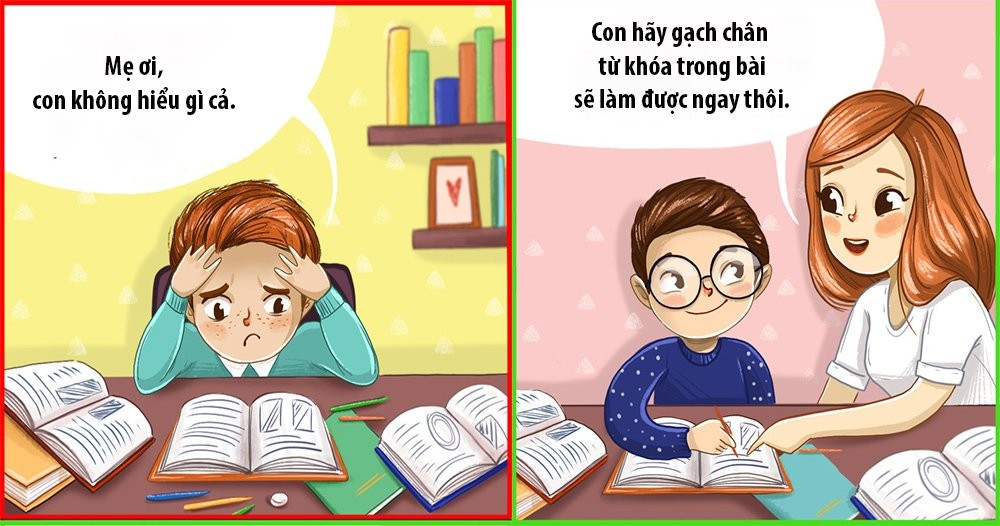 Mẹ ơi,
con không hiểu gì cả.
Con hãy gạch chân
từ khóa trong bài
sẽ làm được ngay thôi.